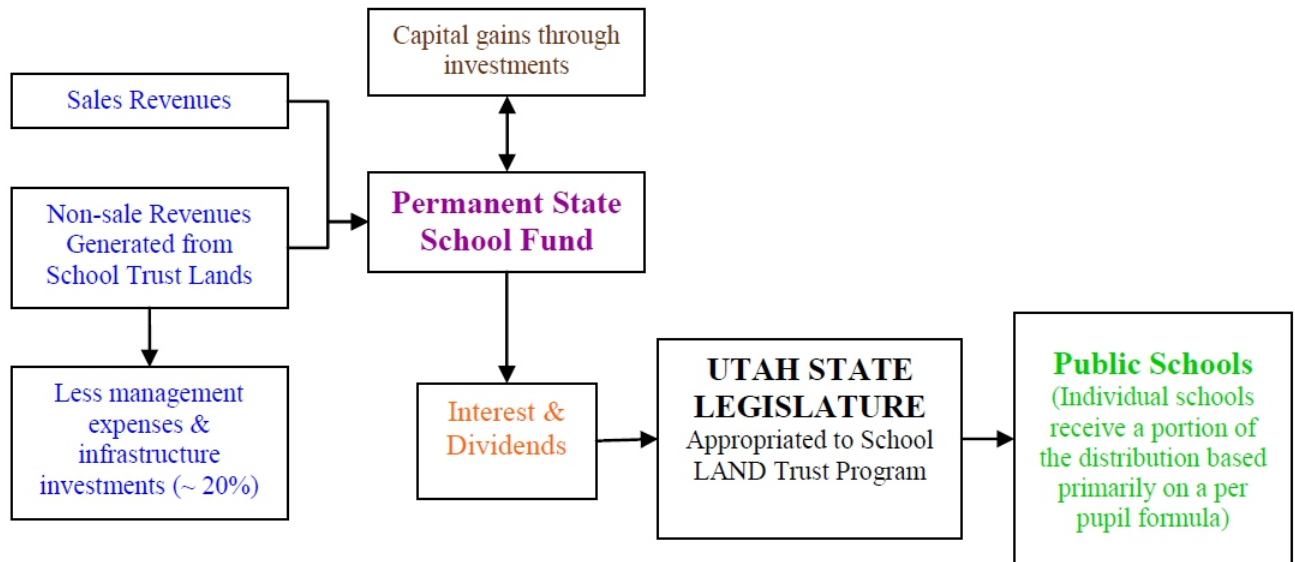 Capital gains through
investments
Sales Revenues
Non-sale Revenues
Generated from
School Trust Lands
Permanent State
School Fund
Less management
expenses &
infrastructure
investments (~ 20%)
Interest &
Dividends
UTAH STATE
LEGISLATURE
Appropriated to School
LAND Trust Program
Public Schools
(Individual schools
receive a portion of
the distribution based
primarily on a per
pupil formula)